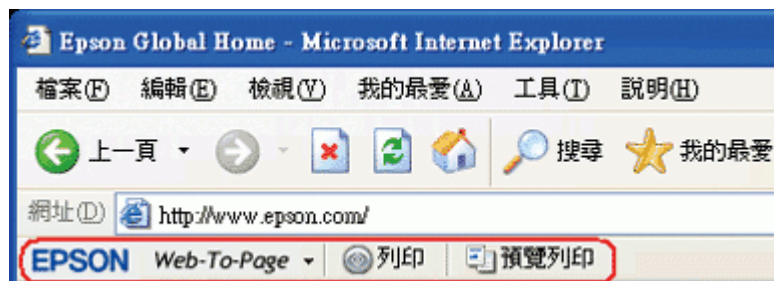 Epson Global Home - Microsoft Internet Explorer
檔案(F) 編輯(E) 檢視(V) 我的最愛(A) 工具(T) 說明(H)
上一頁 搜尋 我的最愛
網址(D) http://www.epson.com/
EPSON Web-To-Page 列印 預覽列印